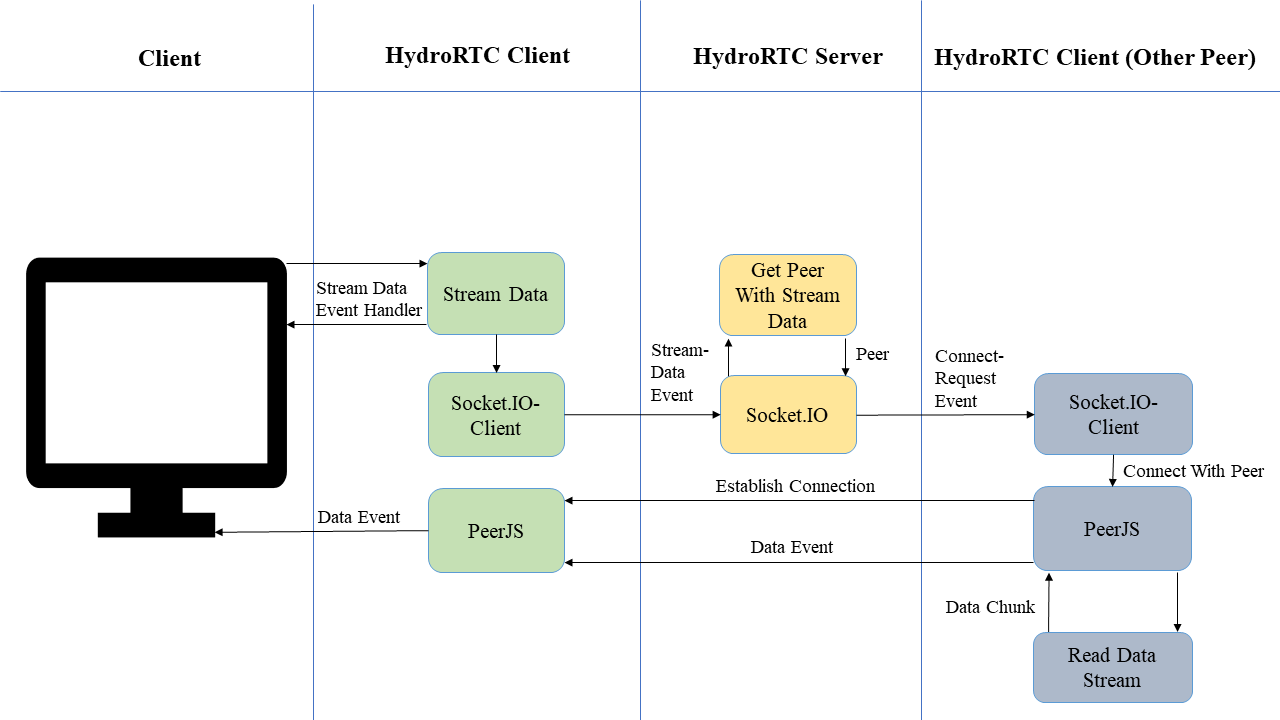 Client
HydroRTC Client
HydroRTC Server
HydroRTC Client (Other Peer)
Stream Data
Event Handler
Stream Data
Socket.IO-
Client
Stream-
Data
Event
Get Peer
With Stream
Data
Peer
Socket.IO
Connect-
Request
Event
Socket.IO-
Client
Connect With Peer
Establish Connection
PeerJS
Data Event
PeerJS
Data Event
Data Chunk
Read Data
Stream